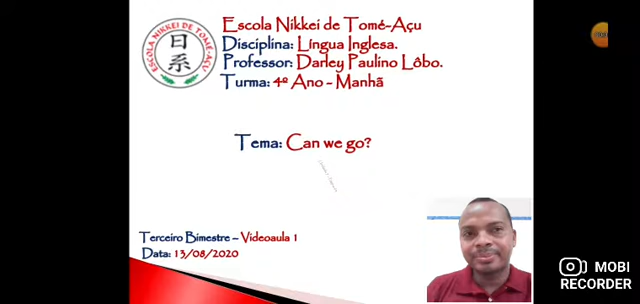 Escola Nikkei de Tomé-Açu
Disciplina: Língua Inglesa.
Professor: Darley Paulino Lôbo.
Turma: 4º Ano - Manhã
ESCOLA NIKKEI DE TOMÉ-AÇU
日系
Tema: Can we go?
Terceiro Bimestre – Videoaula 1
Data: 13/08/2020
MOBI
RECORDER